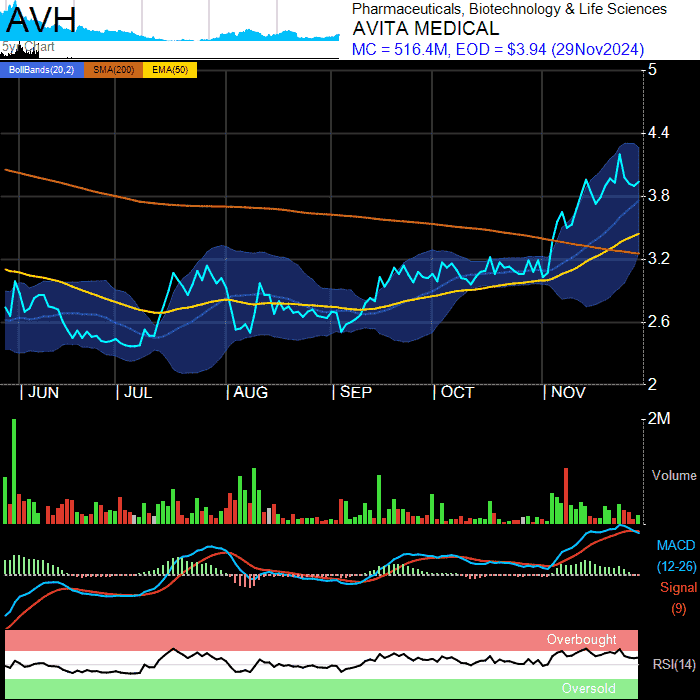 AVH
5yr Chart
Pharmaceuticals, Biotechnology & Life Sciences
AVITA MEDICAL
MC = 516.4M, EOD = $3.94 (29Nov2024)
BollBands(20,2) SMA(200) EMA(50)
5
4.4
3.8
3.2
2.6
2
JUN JUL AUG SEP OCT NOV
2M
Volume
MACD
(12-26)
Signal
(9)
Overbought
RSI(14)
Oversold